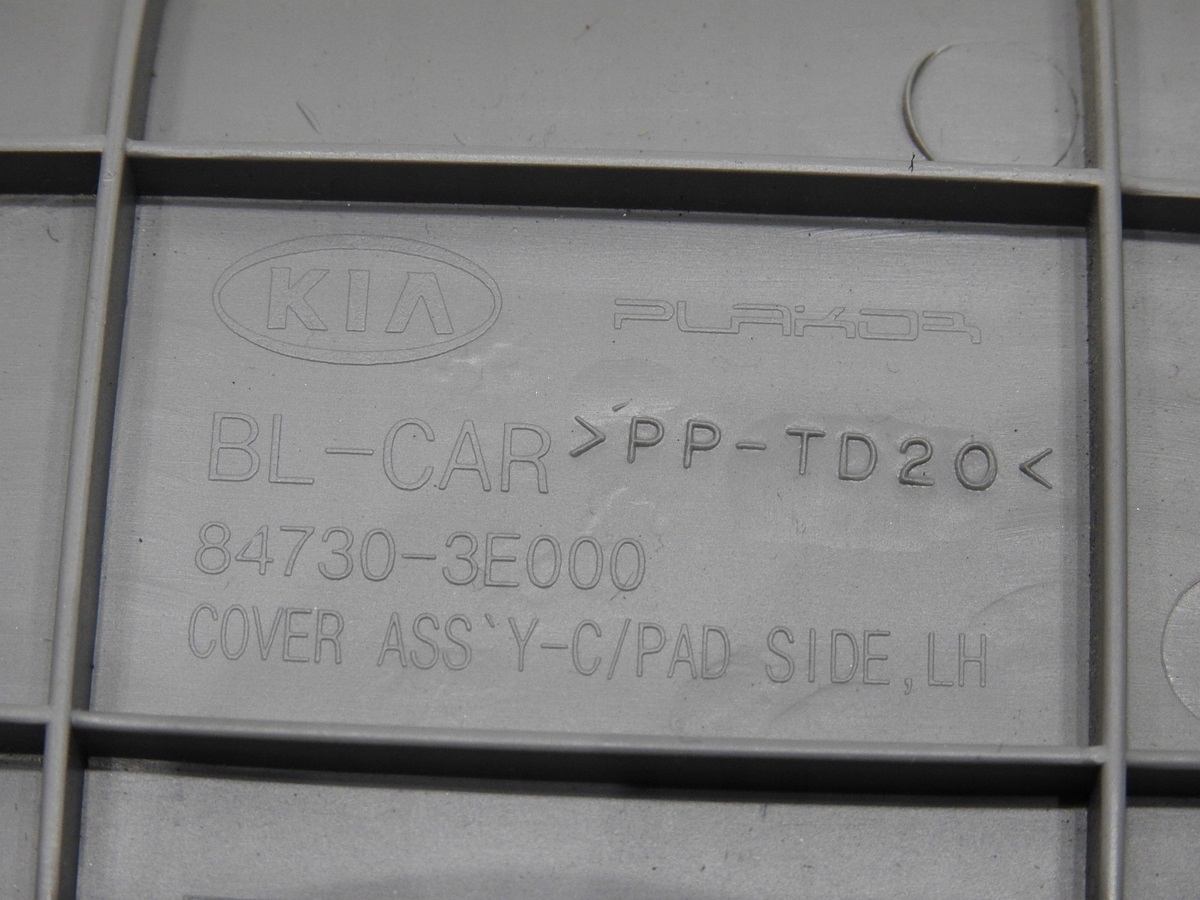 KIA PLAKOR
BL-CAR >PP-TD20<
84730-3E000
COVER ASS`Y-C/PAD SIDE,LH